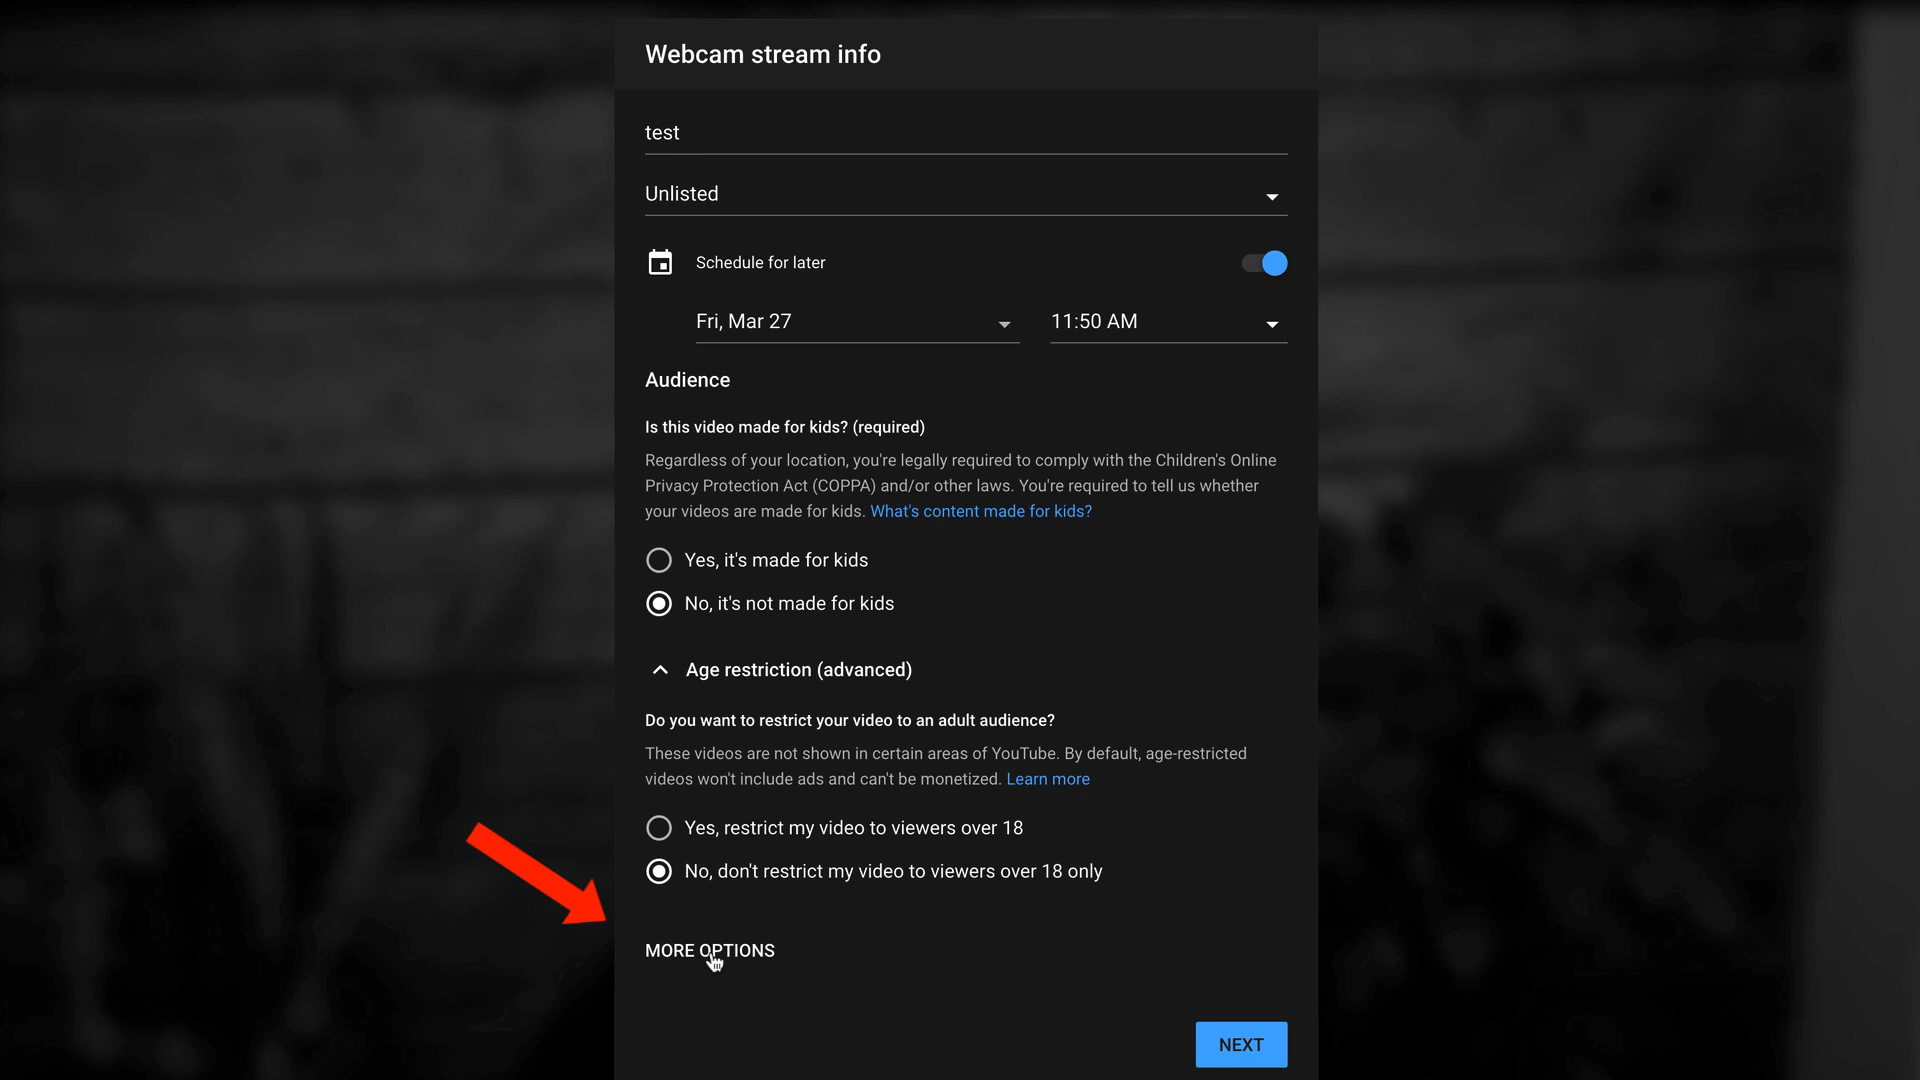 Webcam stream info
test
Unlisted
Schedule for later
Fri, Mar 27
11:50 AM
Audience
Is this video made for kids? (required)
Regardless of your location, you're legally required to comply with the Children's Online
Privacy Protection Act (COPPA) and/or other laws. You're required to tell us whether
your videos are made for kids. What's content made for kids?
Yes, it's made for kids
No, it's not made for kids
Age restriction (advanced)
Do you want to restrict your video to an adult audience?
These videos are not shown in certain areas of YouTube. By default, age-restricted
videos won't include ads and can't be monetized. Learn more
Yes, restrict my video to viewers over 18
No, don't restrict my video to viewers over 18 only
MORE OPTIONS
NEXT